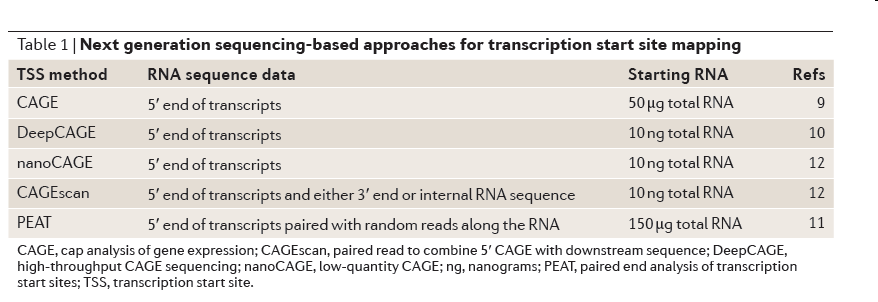 Table 1 | Next generation sequencing-based approaches for transcription start site mapping
TSS method RNA sequence data Starting RNA Refs
CAGE 5′ end of transcripts 50 μg total RNA 9
DeepCAGE 5′ end of transcripts 10 ng total RNA 10
nanoCAGE 5′ end of transcripts 10 ng total RNA 12
CAGEscan 5′ end of transcripts and either 3′ end or internal RNA sequence 10 ng total RNA 12
PEAT 5′ end of transcripts paired with random reads along the RNA 150 μg total RNA 11
CAGE, cap analysis of gene expression; CAGEscan, paired read to combine 5′ CAGE with downstream sequence; DeepCAGE,
high-throughput CAGE sequencing; nanoCAGE, low-quantity CAGE; ng, nanograms; PEAT, paired end analysis of transcription
start sites; TSS, transcription start site.